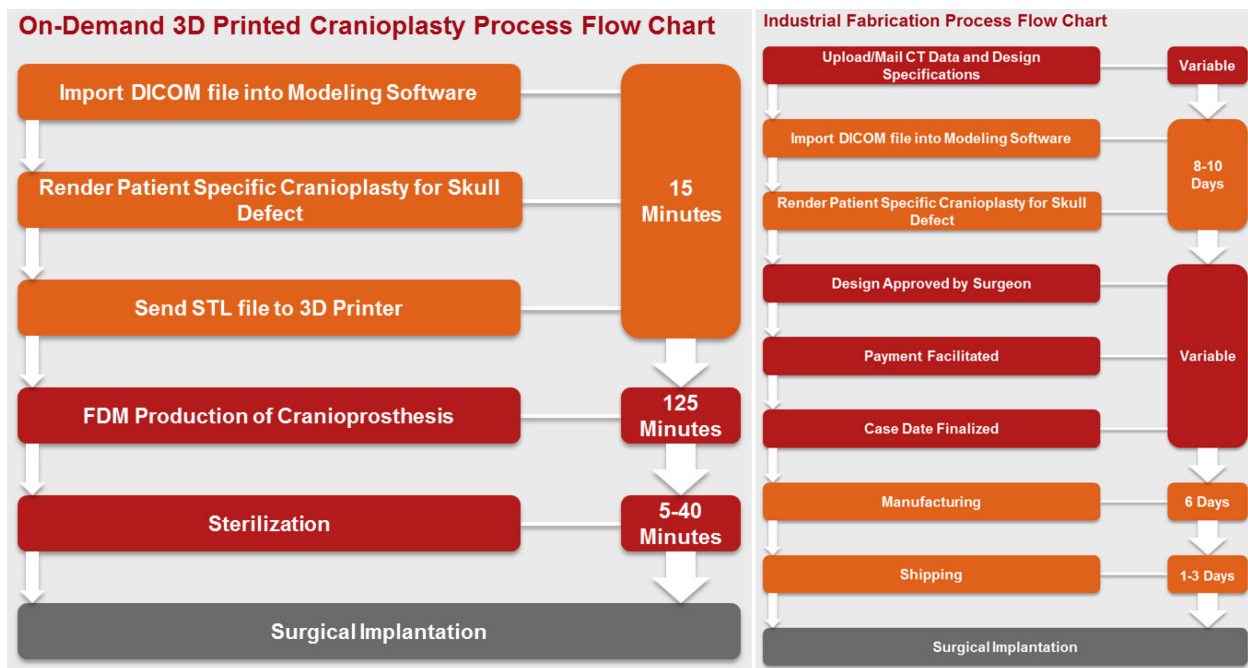 On-Demand 3D Printed Cranioplasty Process Flow Chart
Import DICOM file into Modeling Software
Render Patient Specific Cranioplasty for Skull
Defect
Send STL file to 3D Printer
15
Minutes
FDM Production of Cranioprosthesis
125
Minutes
Sterilization
5-40
Minutes
Surgical Implantation
Industrial Fabrication Process Flow Chart
Upload/Mail CT Data and Design
Specifications
Variable
Import DICOM file into Modeling Software
Render Patient Specific Cranioplasty for Skull
Defect
8-10
Days
Design Approved by Surgeon
Payment Facilitated
Case Date Finalized
Variable
Manufacturing
6 Days
Shipping
1-3 Days
Surgical Implantation